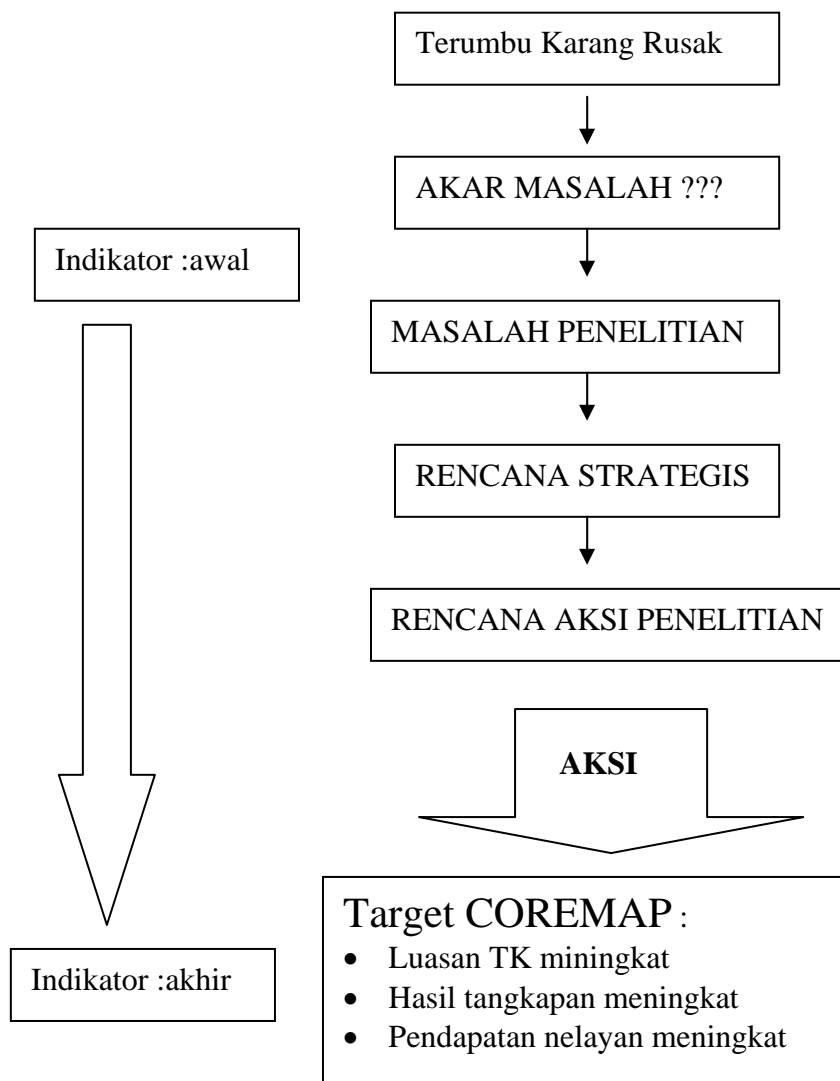 Terumbu Karang Rusak
AKAR MASALAH ???
Indikator :awal
MASALAH PENELITIAN
RENCANA STRATEGIS
RENCANA AKSI PENELITIAN
AKSI
Target COREMAP :
• Luasan TK miningkat
• Hasil tangkapan meningkat
• Pendapatan nelayan meningkat
Indikator :akhir